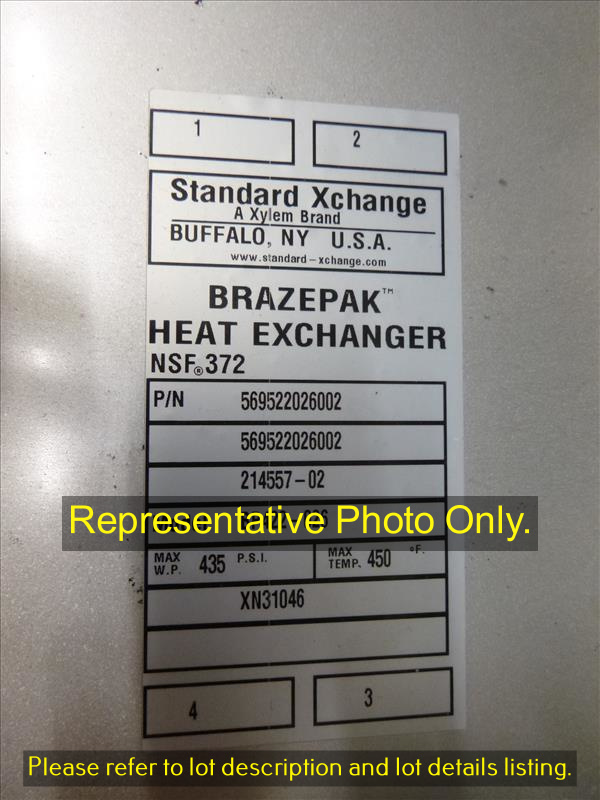 1
2
Standard Xchange
A Xylem Brand
BUFFALO, NY U.S.A.
www.standard-xchange.com
BRAZEPAK™
HEAT EXCHANGER
NSF® 372
P/N 569522026002
569522026002
214557-02
Representative Photo Only.
MAX W.P. 435 P.S.I. MAX TEMP. 450 °F.
XN31046
4
3
Please refer to lot description and lot details listing.